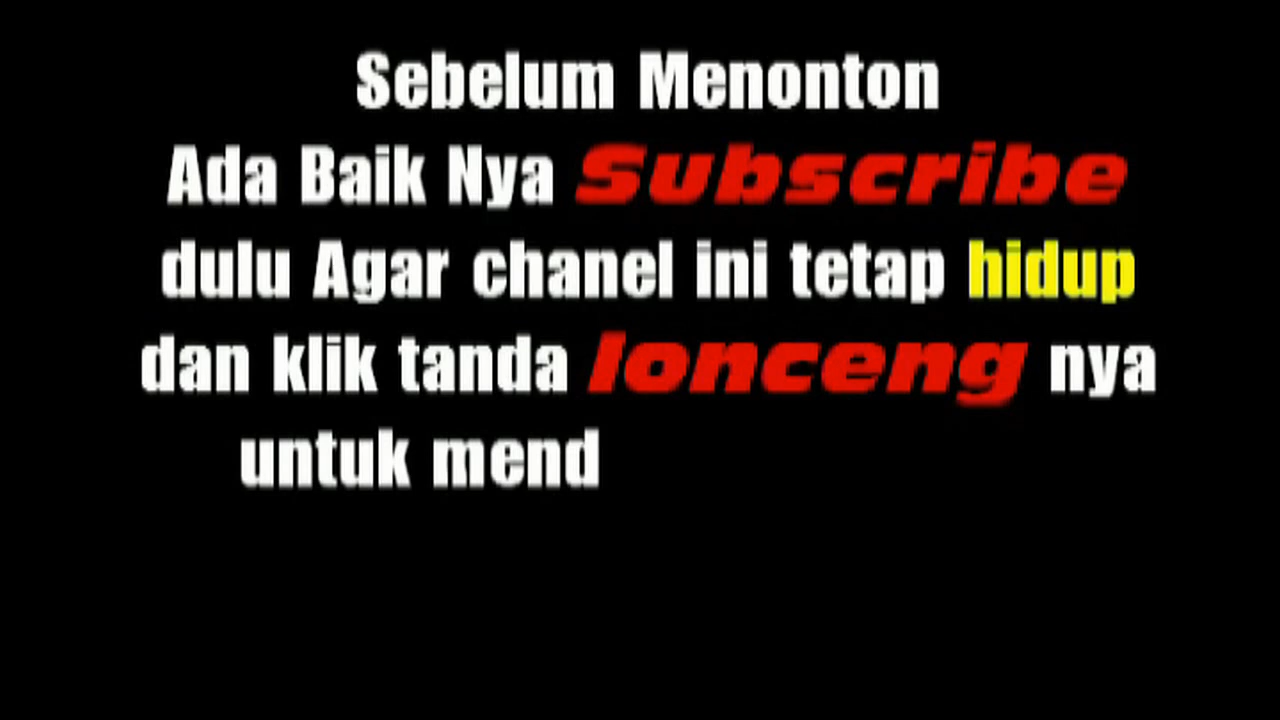 Sebelum Menonton
Ada Baik Nya Subscribe
dulu Agar chanel ini tetap hidup
dan klik tanda lonceng nya
untuk mend